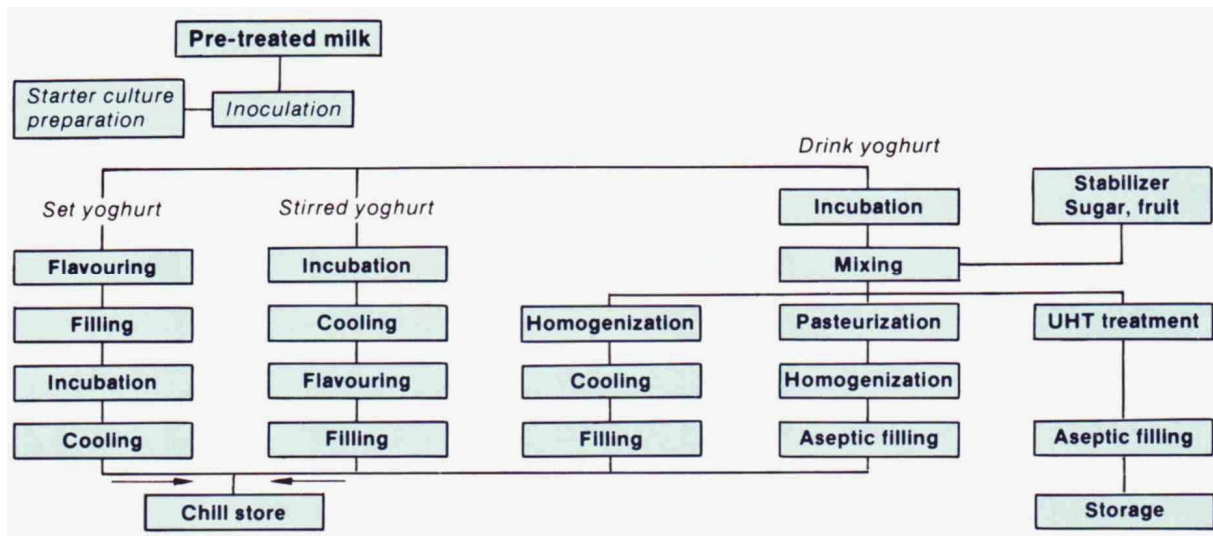 Pre-treated milk
Starter culture
preparation
Inoculation
Drink yoghurt
Set yoghurt
Stirred yoghurt
Incubation
Stabilizer
Sugar, fruit
Flavouring
Incubation
Mixing
Filling
Cooling
Homogenization
Pasteurization
UHT treatment
Incubation
Flavouring
Cooling
Homogenization
Cooling
Filling
Filling
Aseptic filling
Aseptic filling
Chill store
Storage